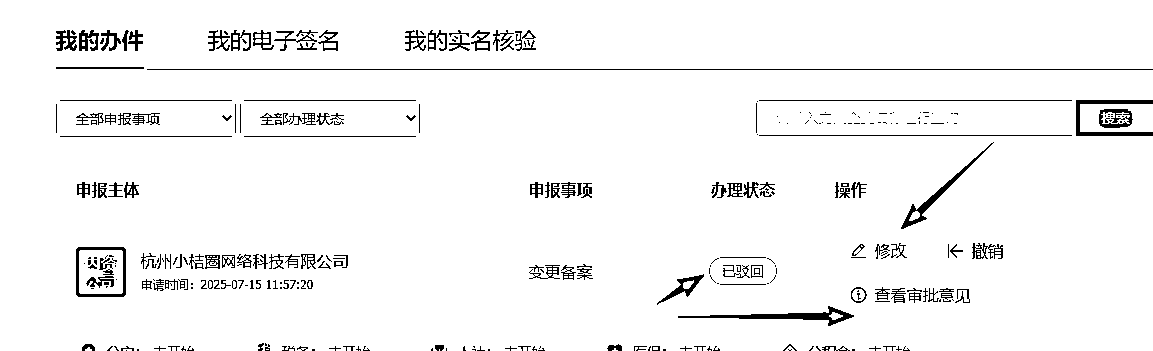 我的办件 我的电子签名 我的实名核验
全部申报事项 全部办理状态 搜索
申报主体 申报事项 办理状态 操作
杭州小桔圈网络科技有限公司 变更备案 已驳回 修改 撤销
申请时间：2025-07-15 11:57:20 查看审批意见